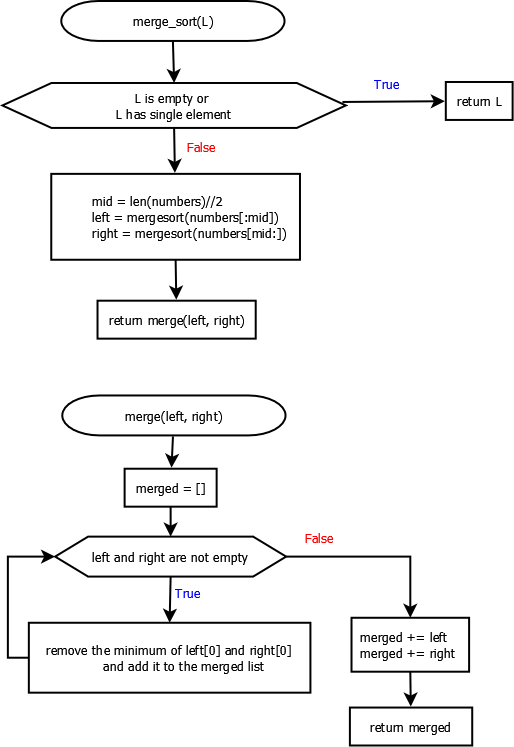 merge_sort(L)
L is empty or
L has single element
True
return L
False
mid = len(numbers)//2
left = mergesort(numbers[:mid])
right = mergesort(numbers[mid:])
return merge(left, right)
merge(left, right)
merged = []
left and right are not empty
False
True
remove the minimum of left[0] and right[0]
and add it to the merged list
merged += left
merged += right
return merged